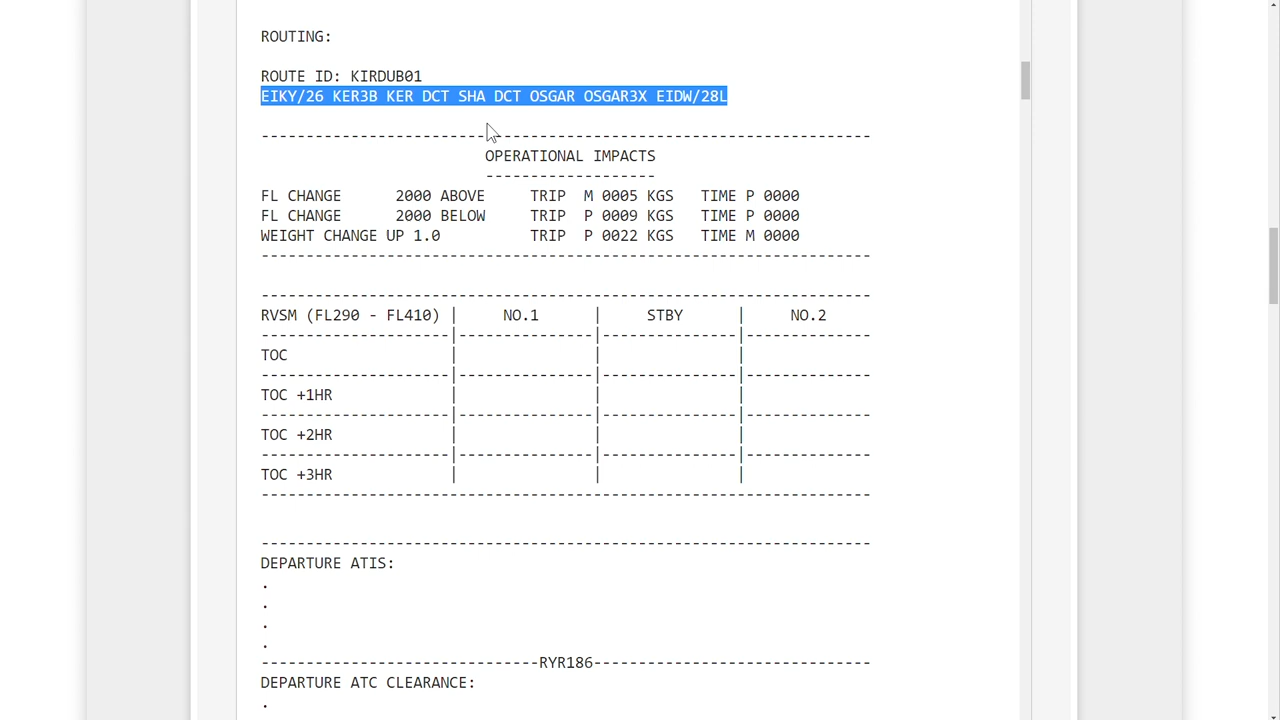 ROUTING:
ROUTE ID: KIRDUB01
EIKY/26 KER3B KER DCT SHA DCT OSGAR OSGAR3X EIDW/28L
--------------------------------------------------------------------
OPERATIONAL IMPACTS
-------------------
FL CHANGE      2000 ABOVE     TRIP  M 0005 KGS   TIME P 0000
FL CHANGE      2000 BELOW     TRIP  P 0009 KGS   TIME P 0000
WEIGHT CHANGE UP 1.0          TRIP  P 0022 KGS   TIME M 0000
--------------------------------------------------------------------
--------------------------------------------------------------------
RVSM (FL290 - FL410) |     NO.1      |     STBY      |     NO.2
---------------------|---------------|---------------|--------------
TOC                  |               |               |
---------------------|---------------|---------------|--------------
TOC +1HR             |               |               |
---------------------|---------------|---------------|--------------
TOC +2HR             |               |               |
---------------------|---------------|---------------|--------------
TOC +3HR             |               |               |
--------------------------------------------------------------------
--------------------------------------------------------------------
DEPARTURE ATIS:
.
.
.
.
-------------------------------RYR186-------------------------------
DEPARTURE ATC CLEARANCE:
.